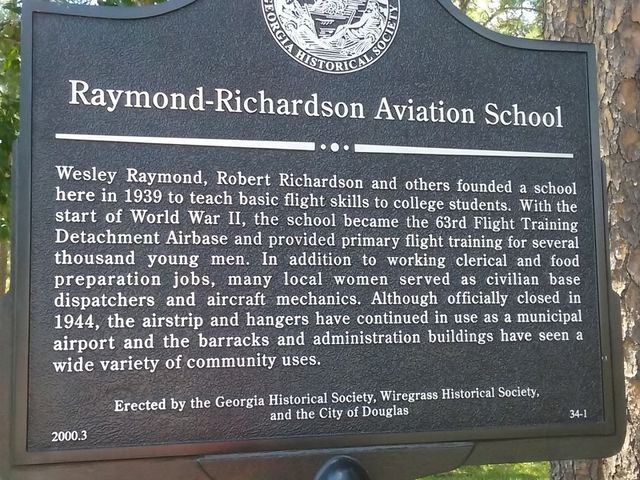 GEORGIA HISTORICAL SOCIETY
Raymond-Richardson Aviation School
Wesley Raymond, Robert Richardson and others founded a school
here in 1939 to teach basic flight skills to college students. With the
start of World War II, the school became the 63rd Flight Training
Detachment Airbase and provided primary flight training for several
thousand young men. In addition to working clerical and food
preparation jobs, many local women served as civilian base
dispatchers and aircraft mechanics. Although officially closed in
1944, the airstrip and hangers have continued in use as a municipal
airport and the barracks and administration buildings have seen a
wide variety of community uses.
Erected by the Georgia Historical Society, Wiregrass Historical Society,
and the City of Douglas
2000.3
34-1